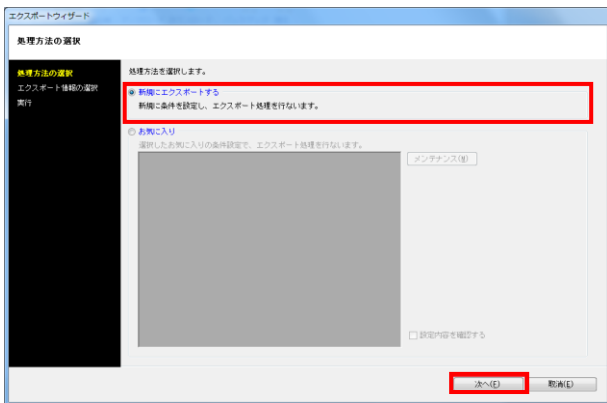 エクスポートウィザード
処理方法の選択
処理方法の選択
エクスポート情報の選択
実行
処理方法を選択します。
新規にエクスポートする
新規に条件を設定し、エクスポート処理を行ないます。
お気に入り
選択したお気に入りの条件設定で、エクスポート処理を行ないます。
メンテナンス(M)
設定内容を確認する
次へ(F)
取消(E)